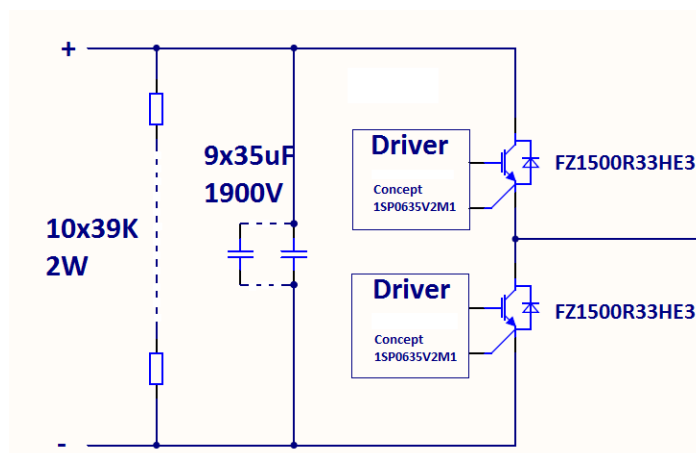 +
9x35uF
1900V
10x39K
2W
-
Driver
Concept
1SP0635V2M1
FZ1500R33HE3
Driver
Concept
1SP0635V2M1
FZ1500R33HE3